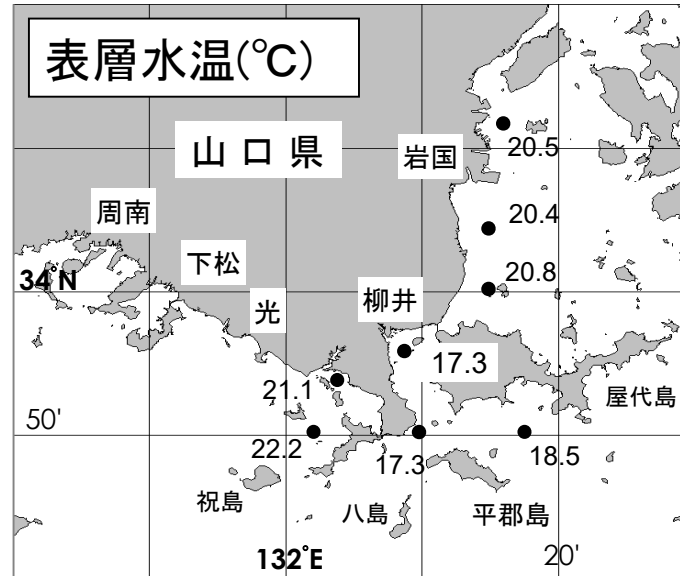 表層水温(℃)
山口県
岩国
20.5
周南
20.4
下松
34°N
20.8
光
柳井
17.3
21.1
屋代島
50'
22.2
17.3
18.5
祝島
八島
平郡島
132°E
20'